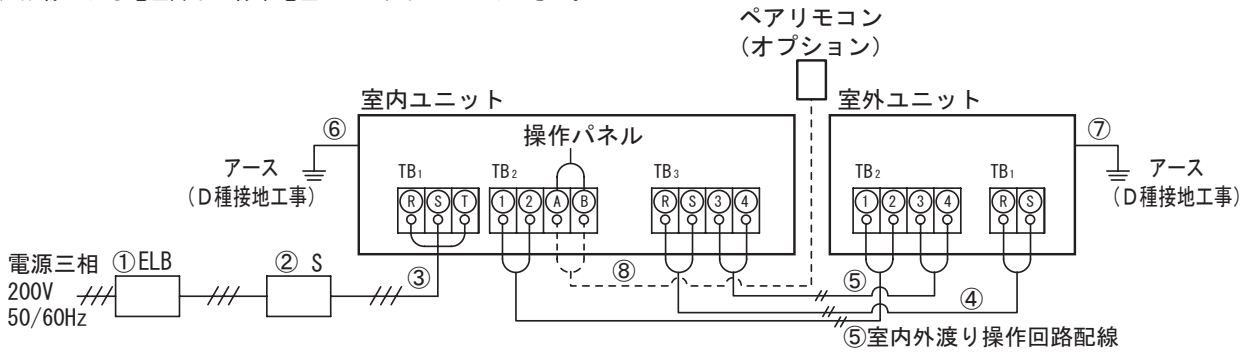 ペアリモコン
(オプション)
室内ユニット
室外ユニット
⑥
操作パネル
⑦
アース
(D種接地工事)
TB1
TB2
TB3
TB2
TB1
アース
(D種接地工事)
R S T
1 2 A B
R S 3 4
1 2 3 4
R S
電源三相
200V
50/60Hz
① ELB
② S
③
⑧
⑤
④
⑤室内外渡り操作回路配線